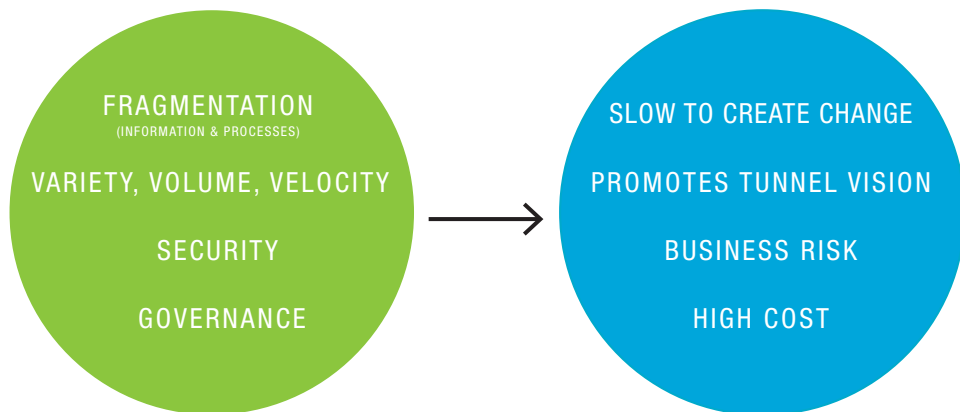 FRAGMENTATION
(INFORMATION & PROCESSES)
VARIETY, VOLUME, VELOCITY
SECURITY
GOVERNANCE
SLOW TO CREATE CHANGE
PROMOTES TUNNEL VISION
BUSINESS RISK
HIGH COST